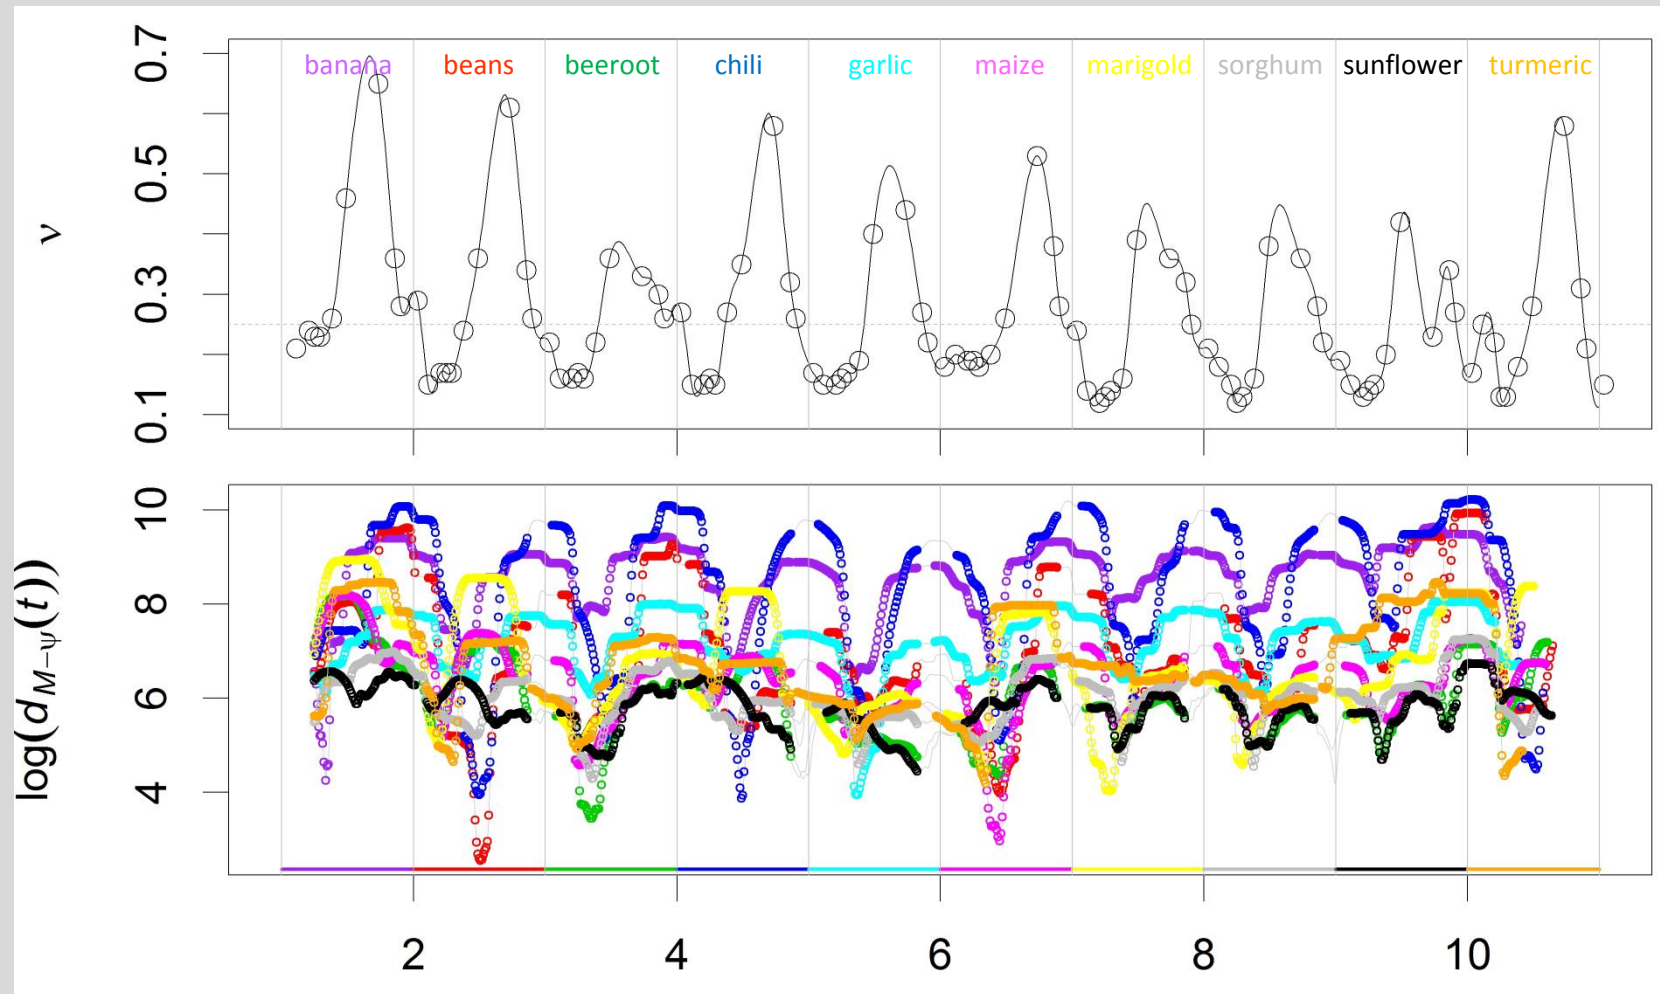 0.7
0.5
0.3
0.1
ν
banana beans beeroot chili garlic maize marigold sorghum sunflower turmeric
10
8
6
4
log(d_{M−ψ}(t))
2 4 6 8 10